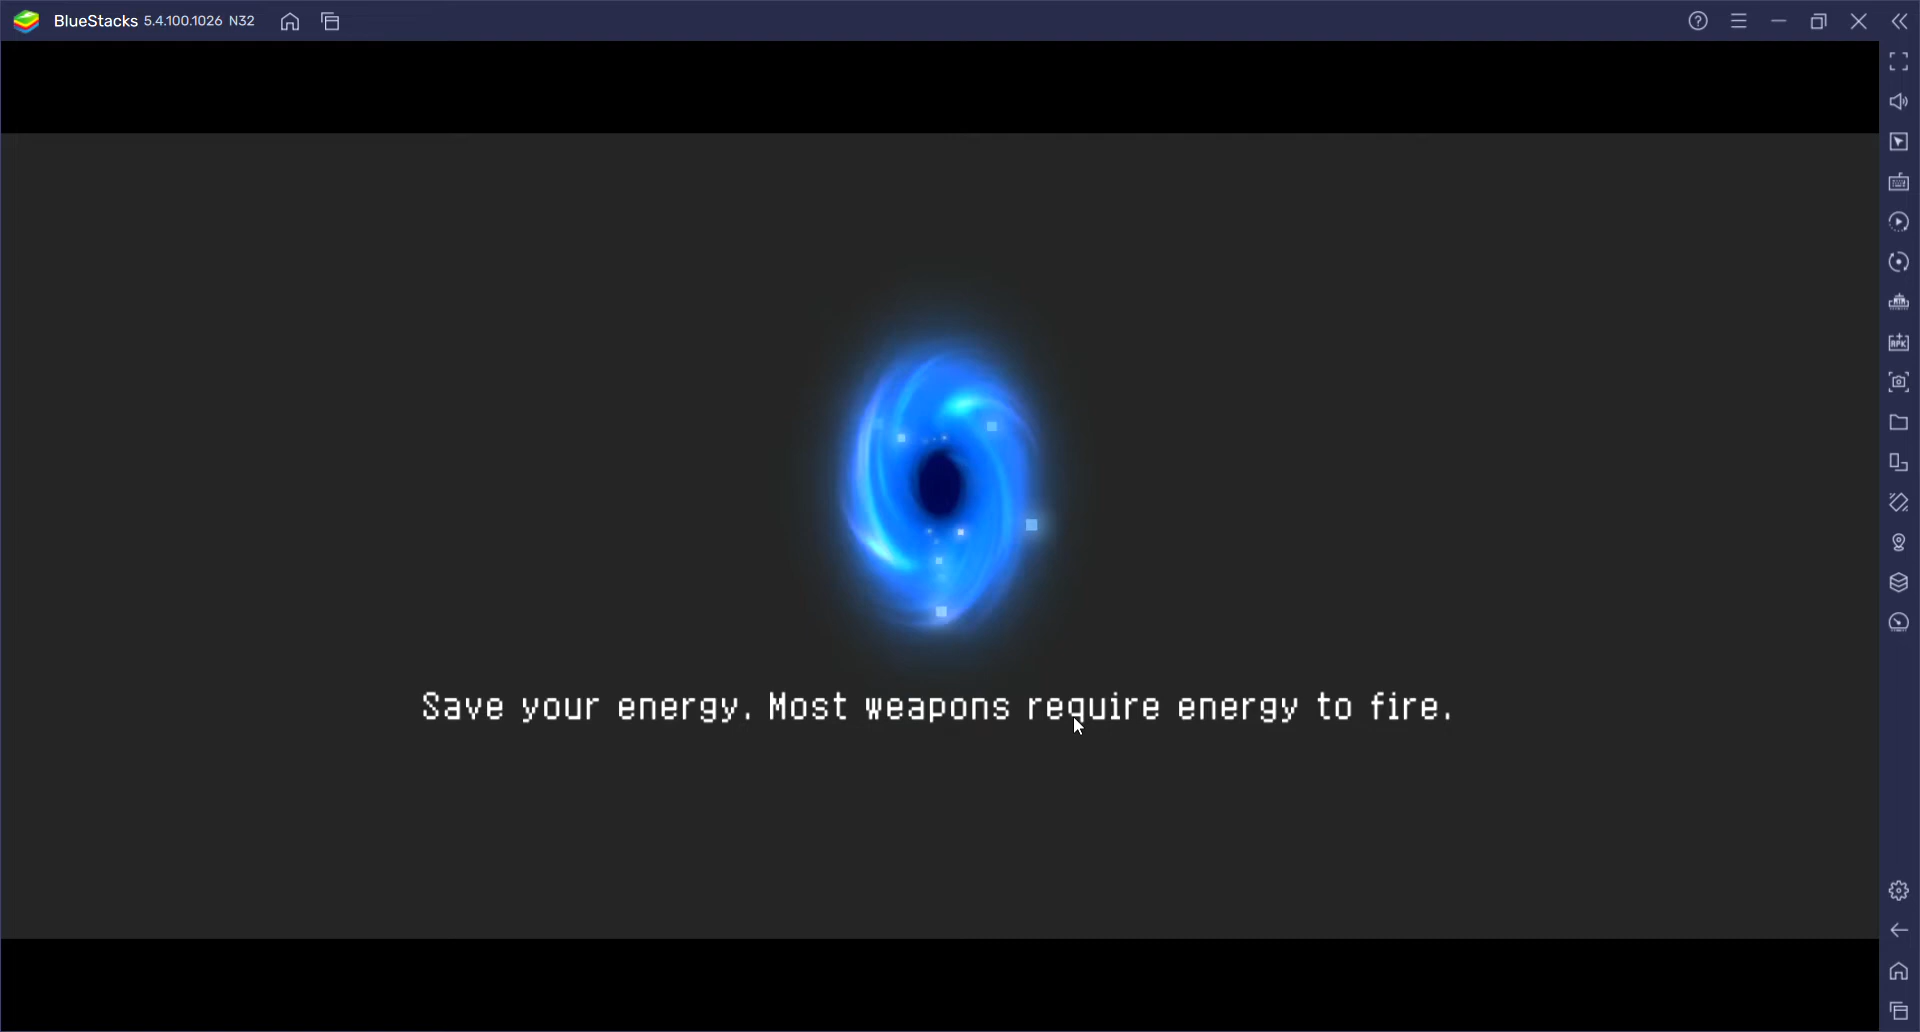 BlueStacks 5.4.100.1026 N32
Save your energy. Most weapons require energy to fire.